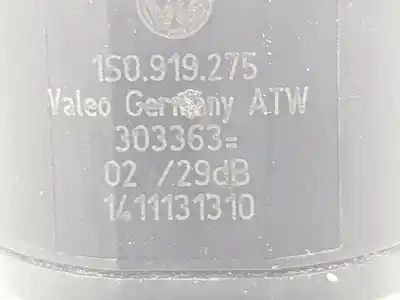 1S0.919.275
Valeo Germany ATW
303363=
02 /29dB
1411131310